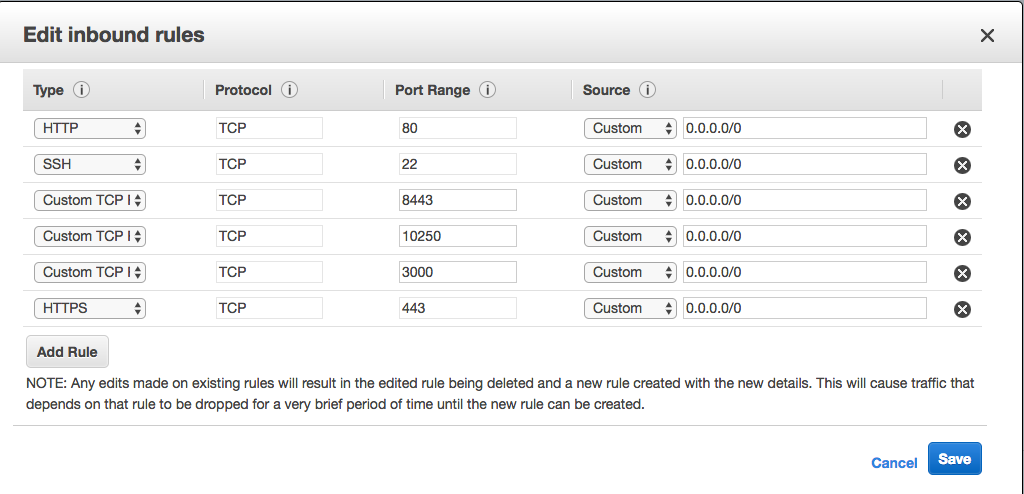 Edit inbound rules
Type Protocol Port Range Source
HTTP TCP 80 Custom 0.0.0.0/0
SSH TCP 22 Custom 0.0.0.0/0
Custom TCP TCP 8443 Custom 0.0.0.0/0
Custom TCP TCP 10250 Custom 0.0.0.0/0
Custom TCP TCP 3000 Custom 0.0.0.0/0
HTTPS TCP 443 Custom 0.0.0.0/0
Add Rule
NOTE: Any edits made on existing rules will result in the edited rule being deleted and a new rule created with the new details. This will cause traffic that
depends on that rule to be dropped for a very brief period of time until the new rule can be created.
Cancel Save